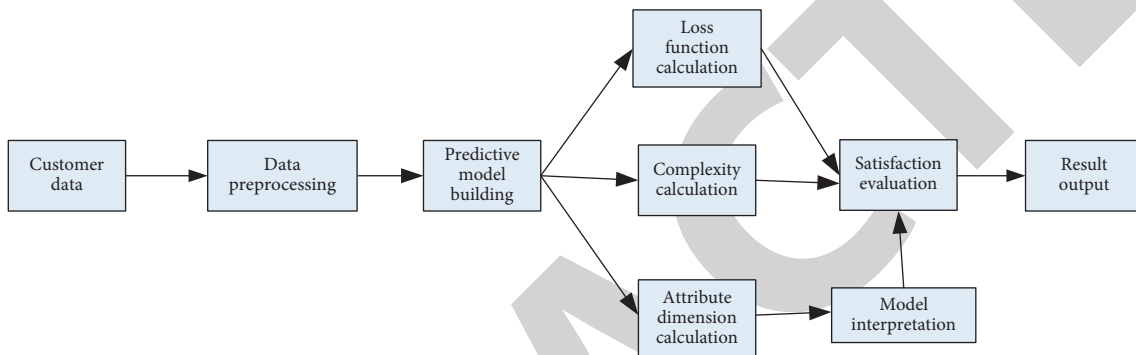 Customer
data
Data
preprocessing
Predictive
model
building
Loss
function
calculation
Complexity
calculation
Attribute
dimension
calculation
Model
interpretation
Satisfaction
evaluation
Result
output